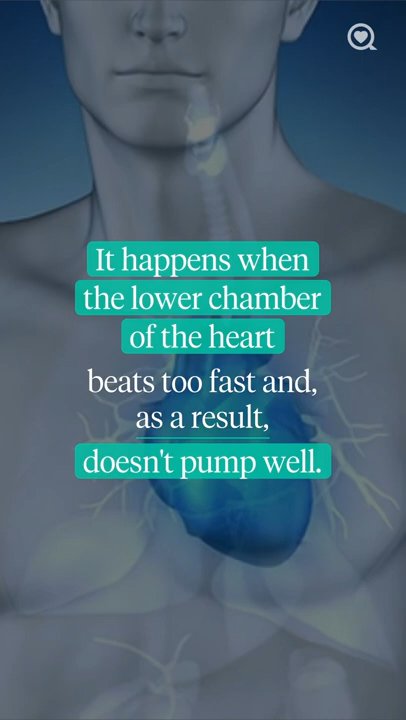 It happens when
the lower chamber
of the heart
beats too fast and,
as a result,
doesn't pump well.